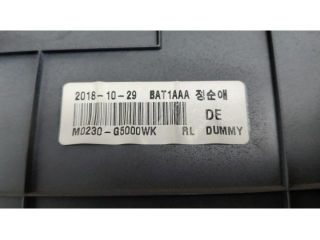 2018-10-29 BAT1AAA 정순애
DE
M0230-G5000WK RL DUMMY